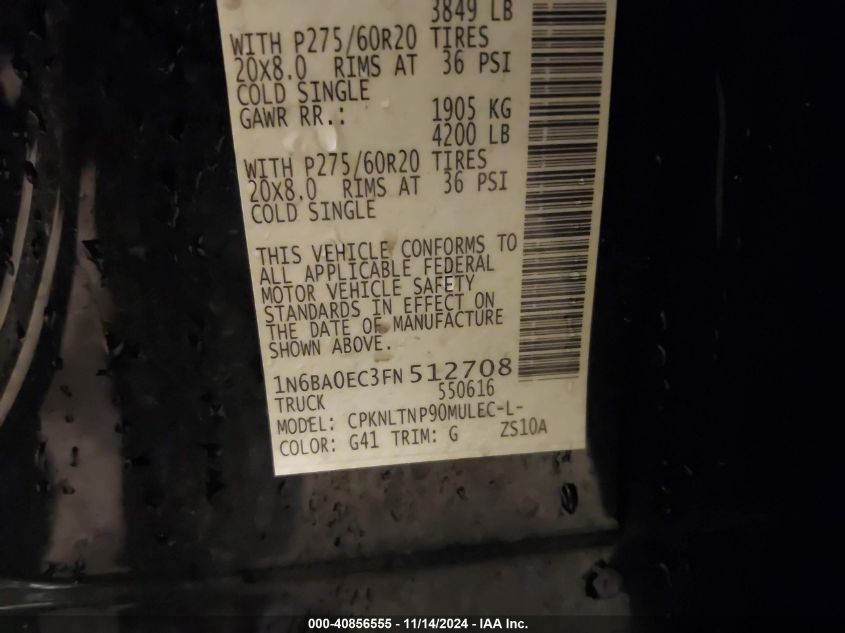 3849 LB
WITH P275/60R20 TIRES
20X8.0 RIMS AT 36 PSI
COLD SINGLE
GAWR RR.: 1905 KG
4200 LB
WITH P275/60R20 TIRES
20X8.0 RIMS AT 36 PSI
COLD SINGLE
THIS VEHICLE CONFORMS TO
ALL APPLICABLE FEDERAL
MOTOR VEHICLE SAFETY
STANDARDS IN EFFECT ON
THE DATE OF MANUFACTURE
SHOWN ABOVE.
1N6BA0EC3FN512708
TRUCK 550616
MODEL: CPKNLTNP90MULEC-L-
COLOR: G41 TRIM: G ZS10A
000-40856555 - 11/14/2024 - IAA Inc.